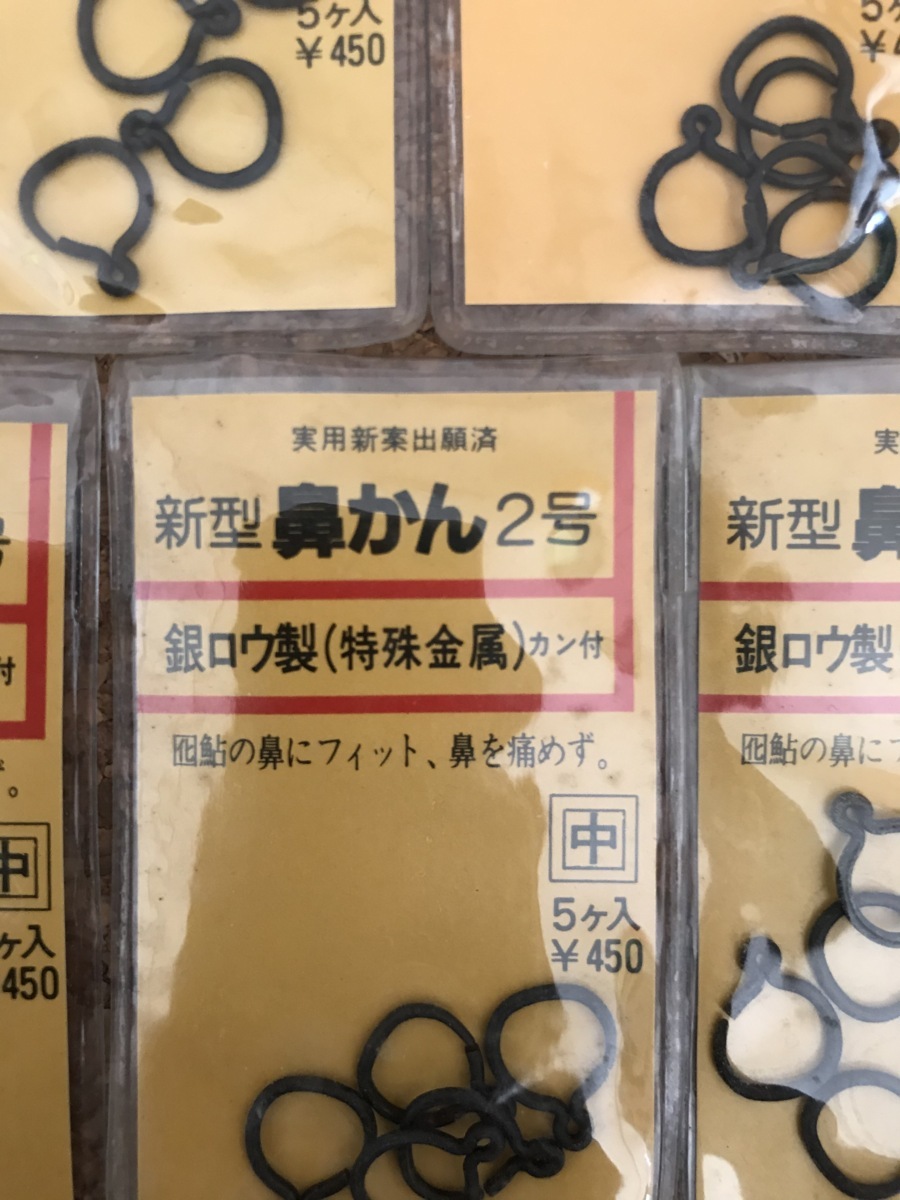 5ヶ入
¥450
実用新案出願済
新型 鼻かん 2号
銀ロウ製(特殊金属)カン付
囮鮎の鼻にフィット、鼻を痛めず。
中
5ヶ入
¥450
号
付
。
中
ヶ入
450
実
新型
銀ロウ製
囮鮎の鼻に